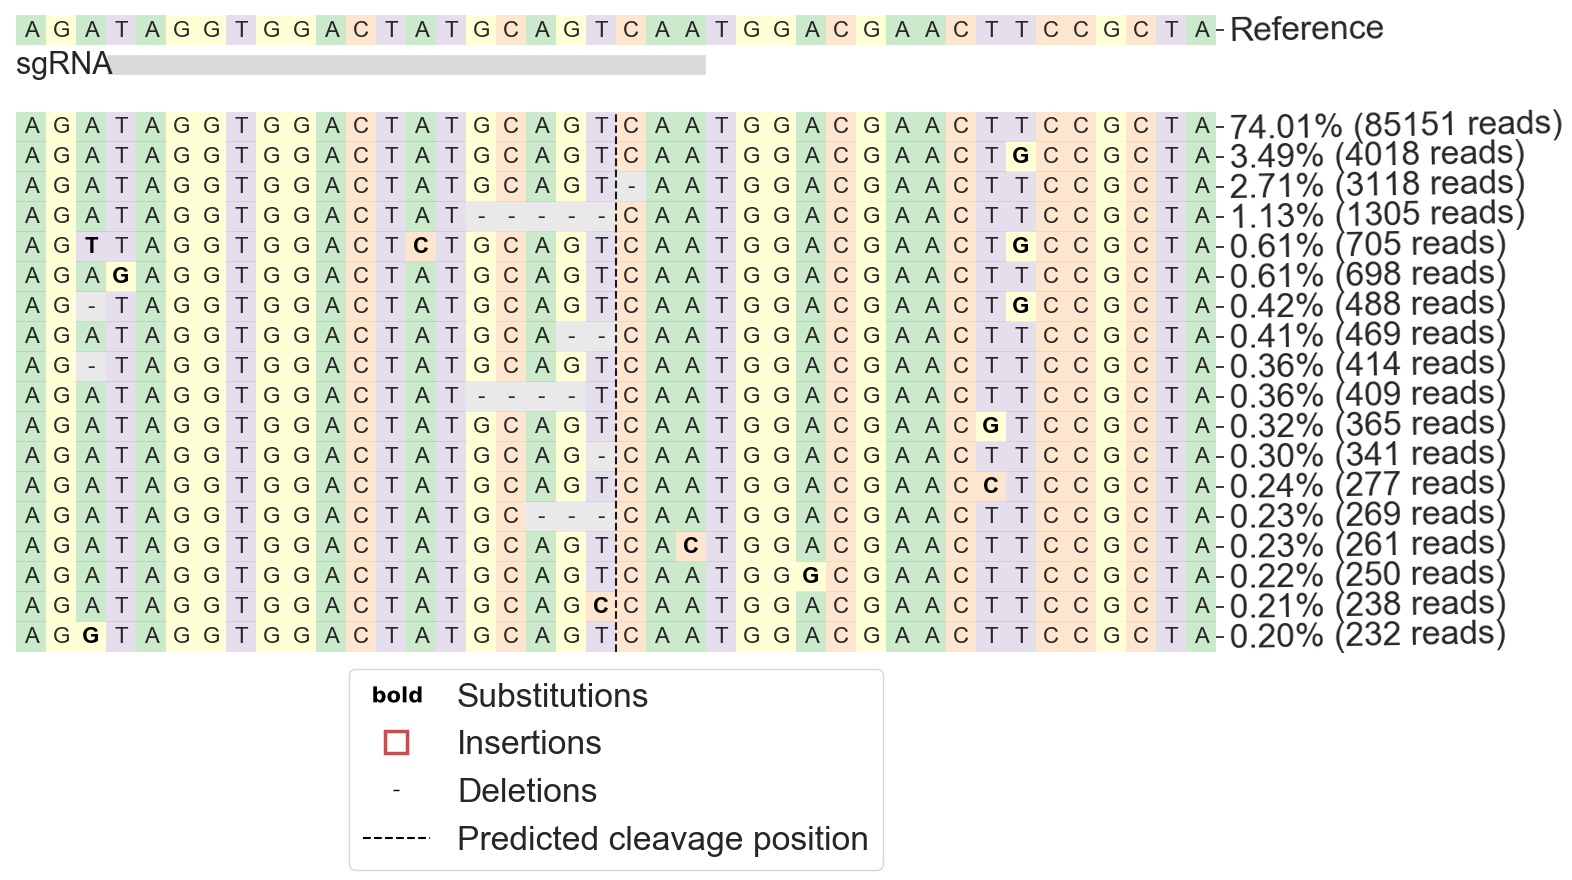 A G A T A G G T G G A C T A T G C A G T C A A T G G A C G A A C T T C C G C T A - Reference
sgRNA
A G A T A G G T G G A C T A T G C A G T C A A T G G A C G A A C T T C C G C T A - 74.01% (85151 reads)
A G A T A G G T G G A C T A T G C A G T C A A T G G A C G A A C T G C C G C T A - 3.49% (4018 reads)
A G A T A G G T G G A C T A T G C A G T - A A T G G A C G A A C T T C C G C T A - 2.71% (3118 reads)
A G A T A G G T G G A C T A T - - - - - C A A T G G A C G A A C T T C C G C T A - 1.13% (1305 reads)
A G T T A G G T G G A C T C T G C A G T C A A T G G A C G A A C T G C C G C T A - 0.61% (705 reads)
A G A G A G G T G G A C T A T G C A G T C A A T G G A C G A A C T T C C G C T A - 0.61% (698 reads)
A G - T A G G T G G A C T A T G C A G T C A A T G G A C G A A C T G C C G C T A - 0.42% (488 reads)
A G A T A G G T G G A C T A T G C A - - C A A T G G A C G A A C T T C C G C T A - 0.41% (469 reads)
A G - T A G G T G G A C T A T G C A G T C A A T G G A C G A A C T T C C G C T A - 0.36% (414 reads)
A G A T A G G T G G A C T A T - - - - T C A A T G G A C G A A C T T C C G C T A - 0.36% (409 reads)
A G A T A G G T G G A C T A T G C A G T C A A T G G A C G A A C G T C C G C T A - 0.32% (365 reads)
A G A T A G G T G G A C T A T G C A G - C A A T G G A C G A A C T T C C G C T A - 0.30% (341 reads)
A G A T A G G T G G A C T A T G C A G T C A A T G G A C G A A C C T C C G C T A - 0.24% (277 reads)
A G A T A G G T G G A C T A T G C - - - C A A T G G A C G A A C T T C C G C T A - 0.23% (269 reads)
A G A T A G G T G G A C T A T G C A G T C A C T G G A C G A A C T T C C G C T A - 0.23% (261 reads)
A G A T A G G T G G A C T A T G C A G T C A A T G G G C G A A C T T C C G C T A - 0.22% (250 reads)
A G A T A G G T G G A C T A T G C A G C C A A T G G A C G A A C T T C C G C T A - 0.21% (238 reads)
A G G T A G G T G G A C T A T G C A G T C A A T G G A C G A A C T T C C G C T A - 0.20% (232 reads)
bold Substitutions
Insertions
- Deletions
Predicted cleavage position